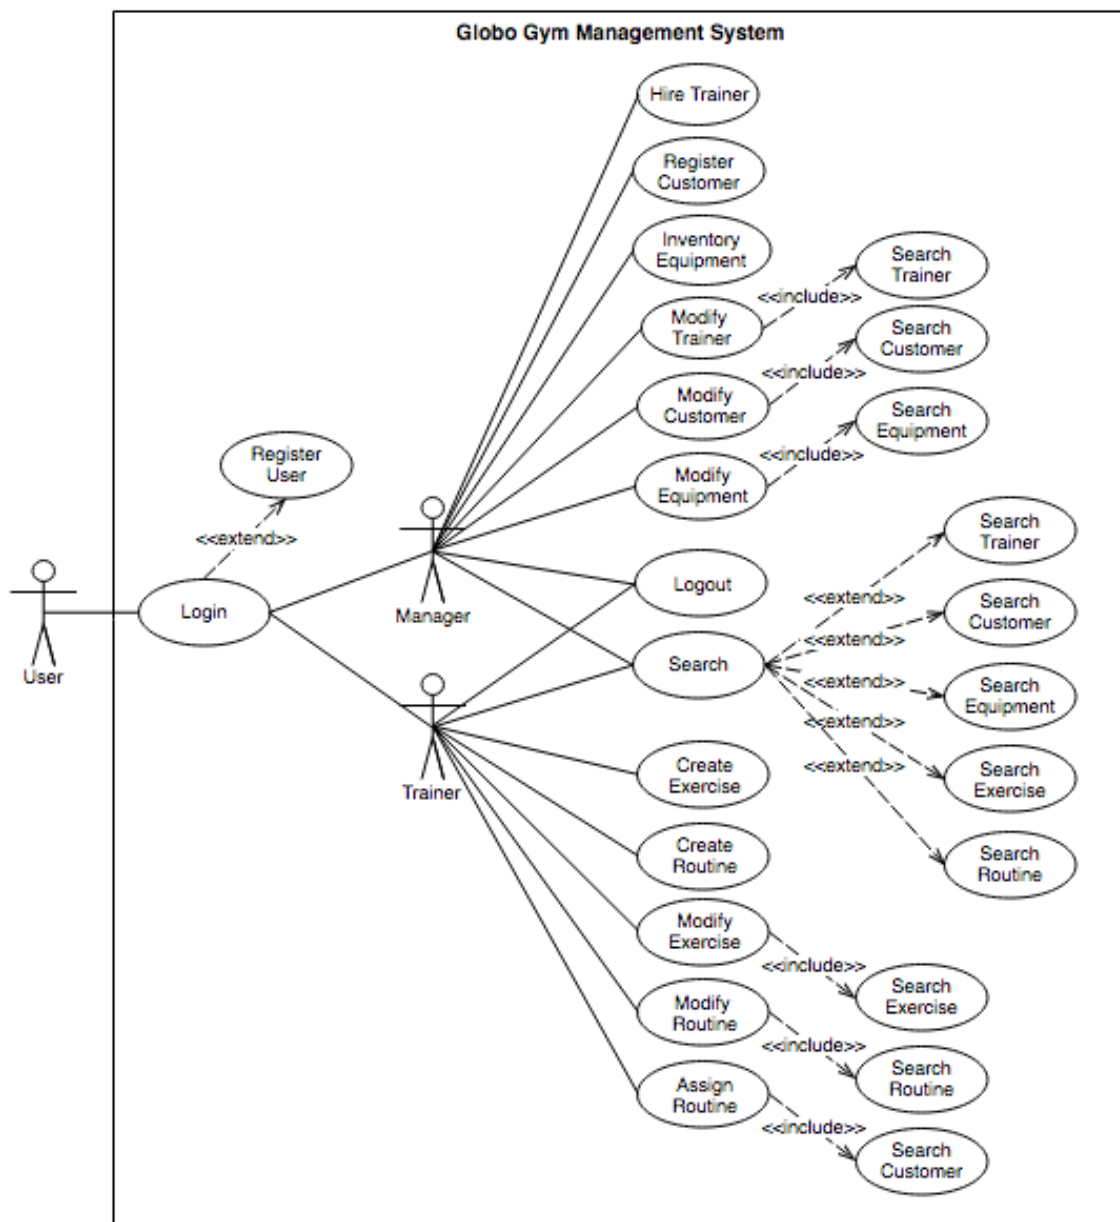 Globo Gym Management System
Hire Trainer
Register
Customer
Inventory
Equipment
Search
Trainer
<<include>>
Modify
Trainer
Search
Customer
<<include>>
Modify
Customer
Search
Equipment
<<include>>
Modify
Equipment
Register
User
<<extend>>
Login
User
Manager
Trainer
Logout
Search
Search
Trainer
<<extend>>
Search
Customer
<<extend>>
Search
Equipment
<<extend>>
Search
Exercise
<<extend>>
Search
Routine
<<extend>>
Create
Exercise
Create
Routine
Modify
Exercise
<<include>>
Search
Exercise
Modify
Routine
<<include>>
Search
Routine
Assign
Routine
<<include>>
Search
Customer